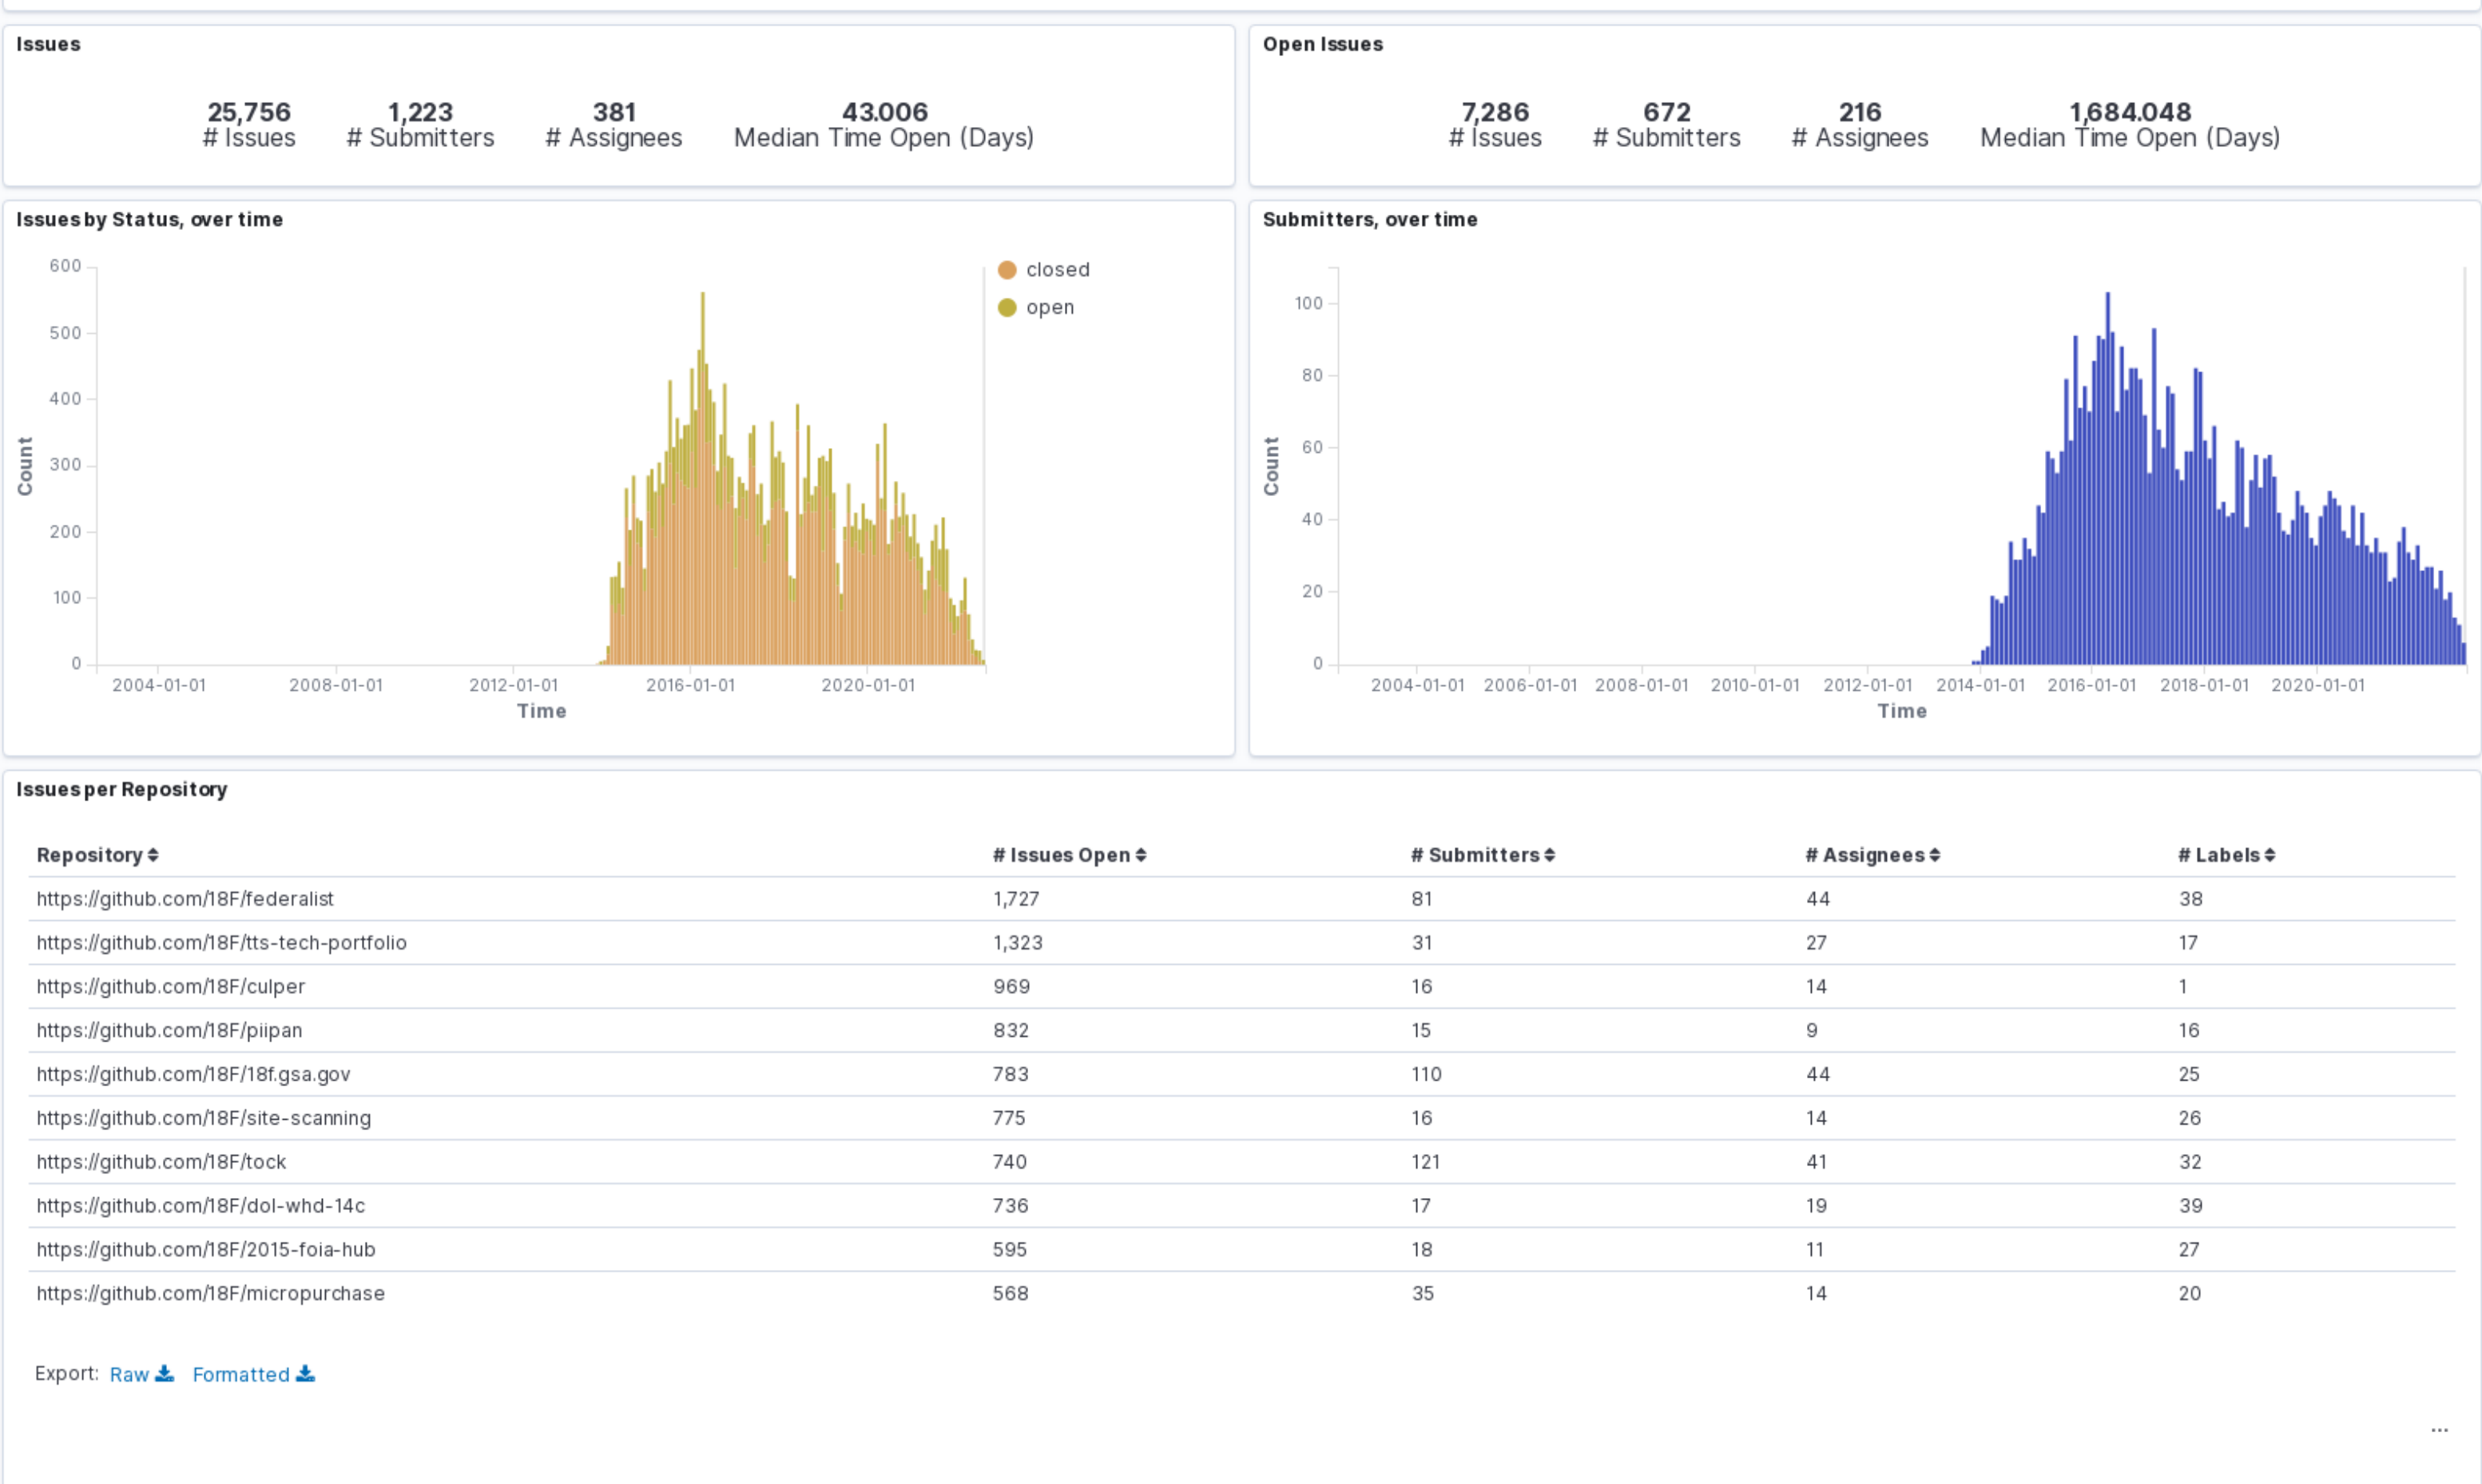 Issues
25,756 1,223 381 43.006
# Issues # Submitters # Assignees Median Time Open (Days)
Open Issues
7,286 672 216 1,684.048
# Issues # Submitters # Assignees Median Time Open (Days)
Issues by Status, over time
600
500
400
300
200
100
0
Count
2004-01-01 2008-01-01 2012-01-01 2016-01-01 2020-01-01
Time
closed
open
Submitters, over time
100
80
60
40
20
0
Count
2004-01-01 2006-01-01 2008-01-01 2010-01-01 2012-01-01 2014-01-01 2016-01-01 2018-01-01 2020-01-01
Time
Issues per Repository
Repository # Issues Open # Submitters # Assignees # Labels
https://github.com/18F/federalist 1,727 81 44 38
https://github.com/18F/tts-tech-portfolio 1,323 31 27 17
https://github.com/18F/culper 969 16 14 1
https://github.com/18F/piipan 832 15 9 16
https://github.com/18F/18f.gsa.gov 783 110 44 25
https://github.com/18F/site-scanning 775 16 14 26
https://github.com/18F/tock 740 121 41 32
https://github.com/18F/dol-whd-14c 736 17 19 39
https://github.com/18F/2015-foia-hub 595 18 11 27
https://github.com/18F/micropurchase 568 35 14 20
Export: Raw Formatted
...